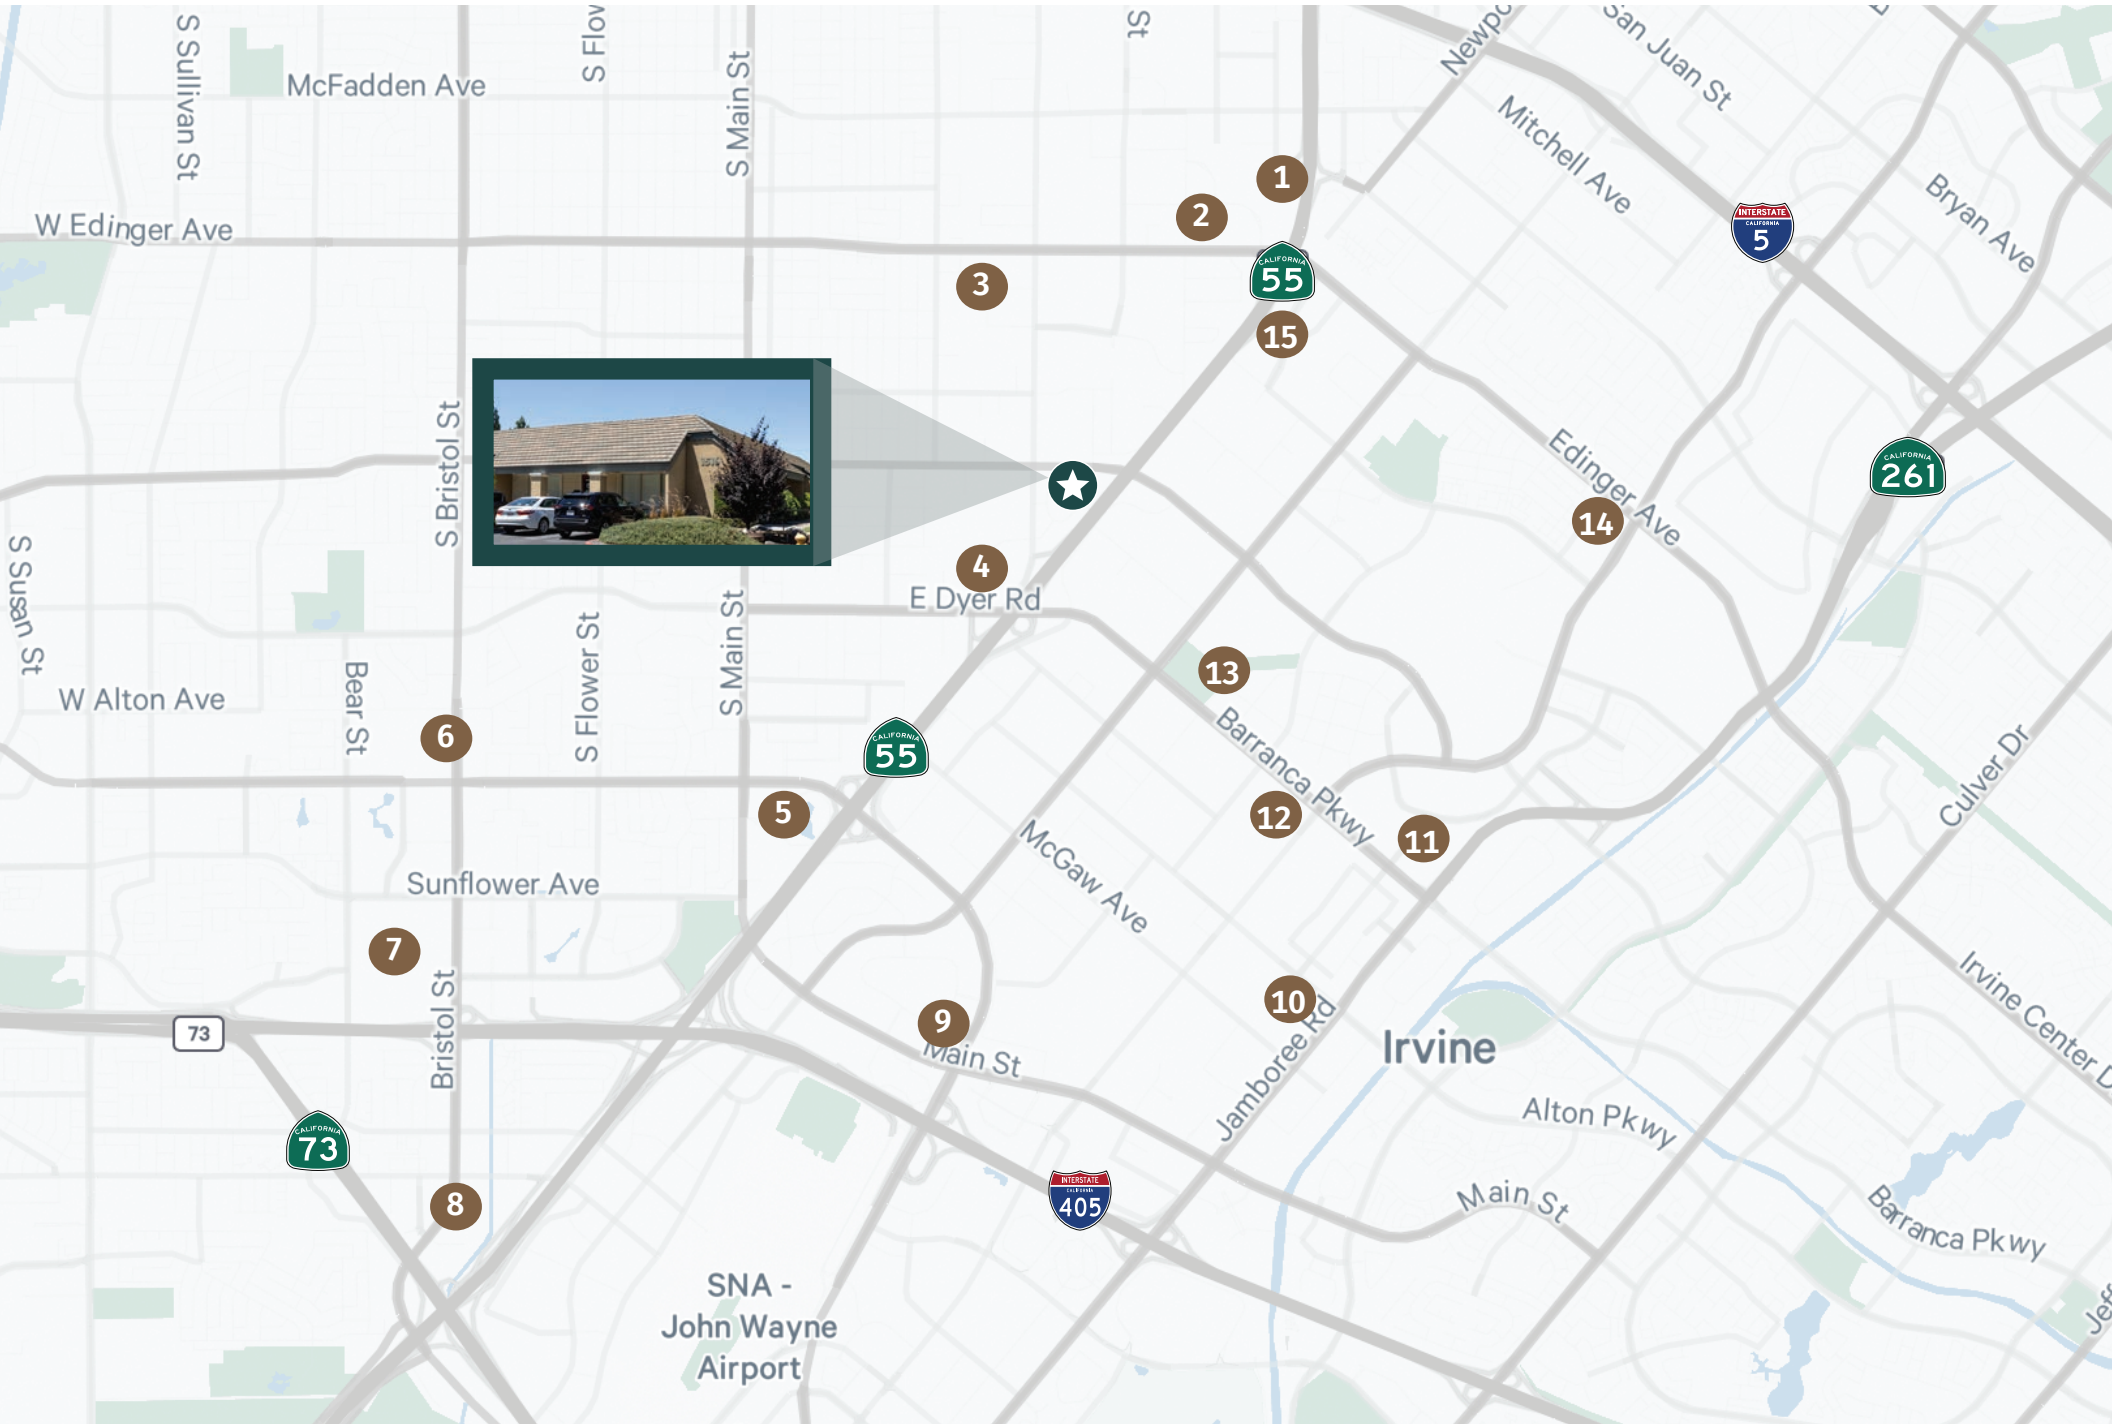 S Sullivan St
McFadden Ave
S Flow
S Main St
St
Newpo
San Juan St
Mitchell Ave
Bryan Ave
W Edinger Ave
1
2
INTERSTATE
CALIFORNIA
5
CALIFORNIA
55
3
15
S Bristol St
Edinger Ave
CALIFORNIA
261
14
S Susan St
4
E Dyer Rd
S Flower St
S Main St
Bear St
W Alton Ave
13
6
CALIFORNIA
55
Barranca Pkwy
Culver Dr
5
12
11
McGaw Ave
Sunflower Ave
7
Bristol St
73
9
Main St
10
Jamboree Rd
Irvine
Irvine Center D
Alton Pkwy
CALIFORNIA
73
8
INTERSTATE
CALIFORNIA
405
Main St
Barranca Pkwy
SNA -
John Wayne
Airport
Jeff